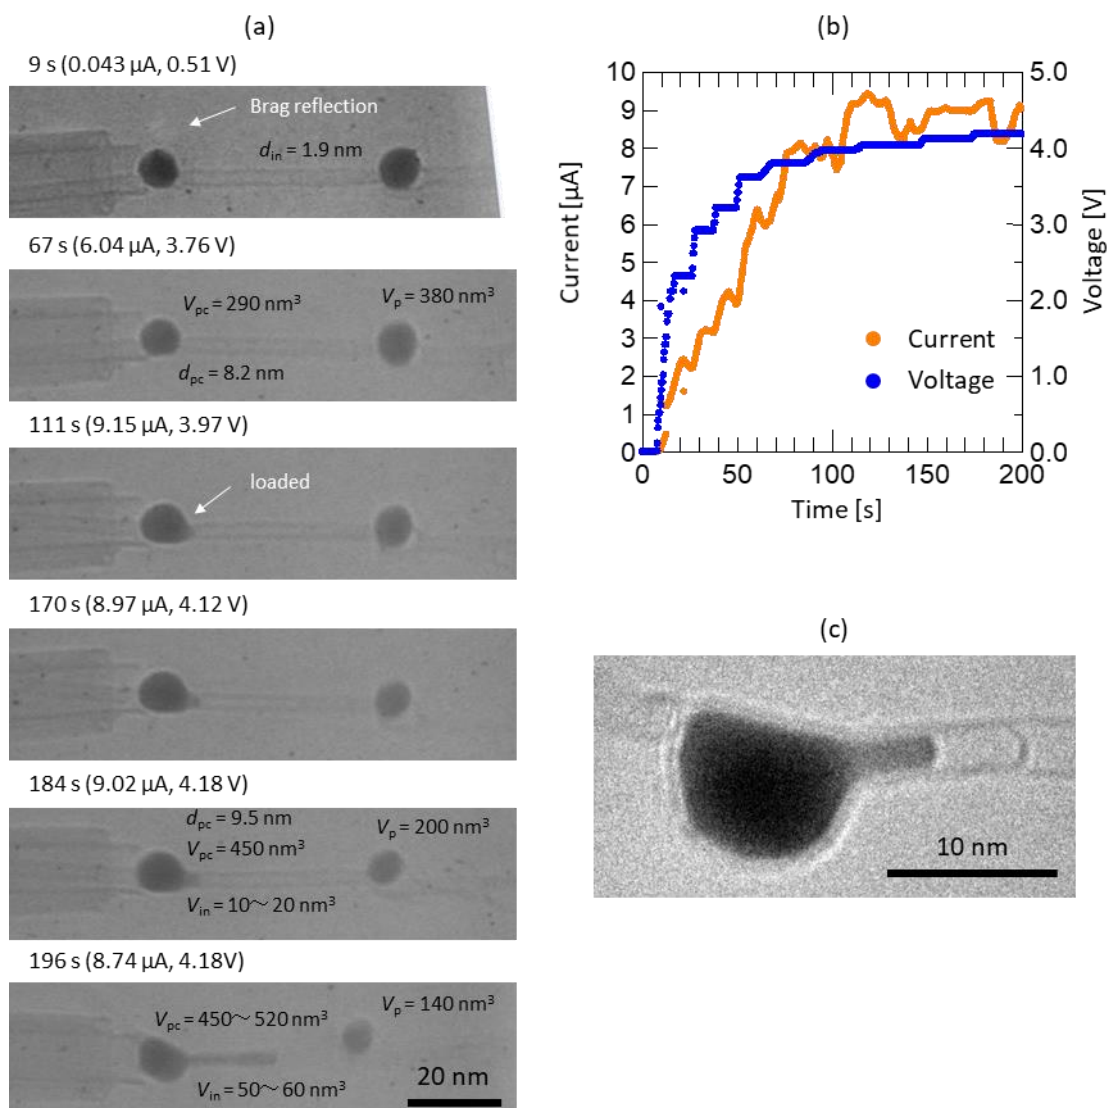 (a)
9 s (0.043 µA, 0.51 V)
Brag reflection
d_in = 1.9 nm
67 s (6.04 µA, 3.76 V)
V_pc = 290 nm³
V_p = 380 nm³
d_pc = 8.2 nm
111 s (9.15 µA, 3.97 V)
loaded
170 s (8.97 µA, 4.12 V)
184 s (9.02 µA, 4.18 V)
d_pc = 9.5 nm
V_pc = 450 nm³
V_p = 200 nm³
V_in = 10～20 nm³
196 s (8.74 µA, 4.18V)
V_p = 140 nm³
V_pc = 450～520 nm³
V_in = 50～60 nm³
20 nm
(b)
10
9
8
7
6
5
4
3
2
1
0
Current [µA]
5.0
4.0
3.0
2.0
1.0
0.0
Voltage [V]
Current
Voltage
0 50 100 150 200
Time [s]
(c)
10 nm